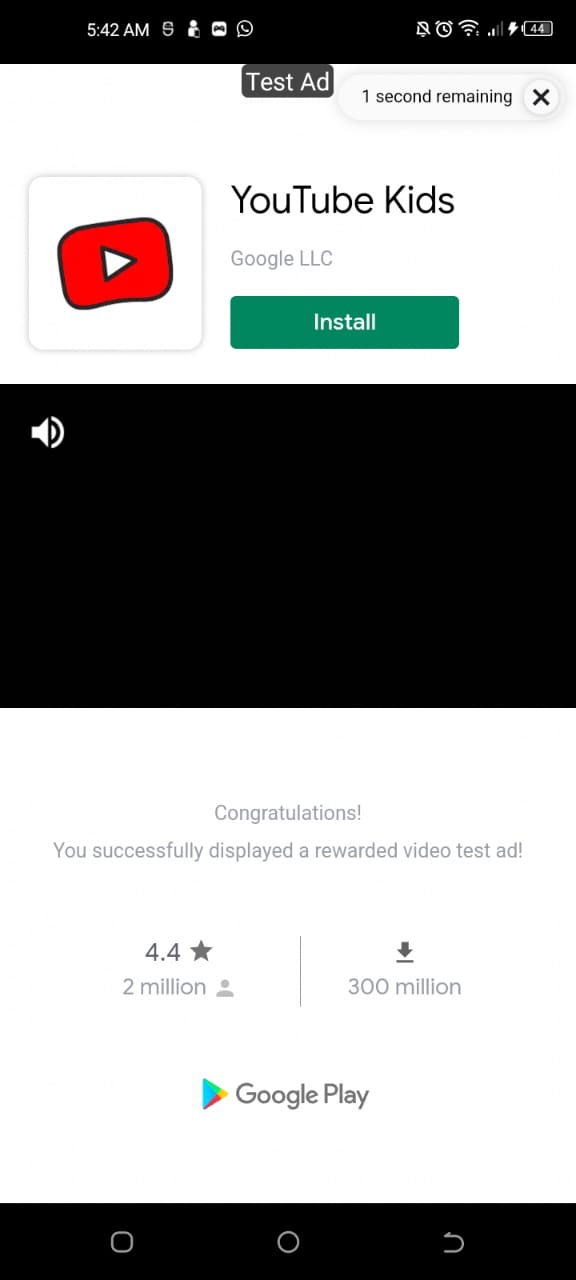 5:42 AM
44
Test Ad
1 second remaining
YouTube Kids
Google LLC
Install
Congratulations!
You successfully displayed a rewarded video test ad!
4.4
2 million
300 million
Google Play